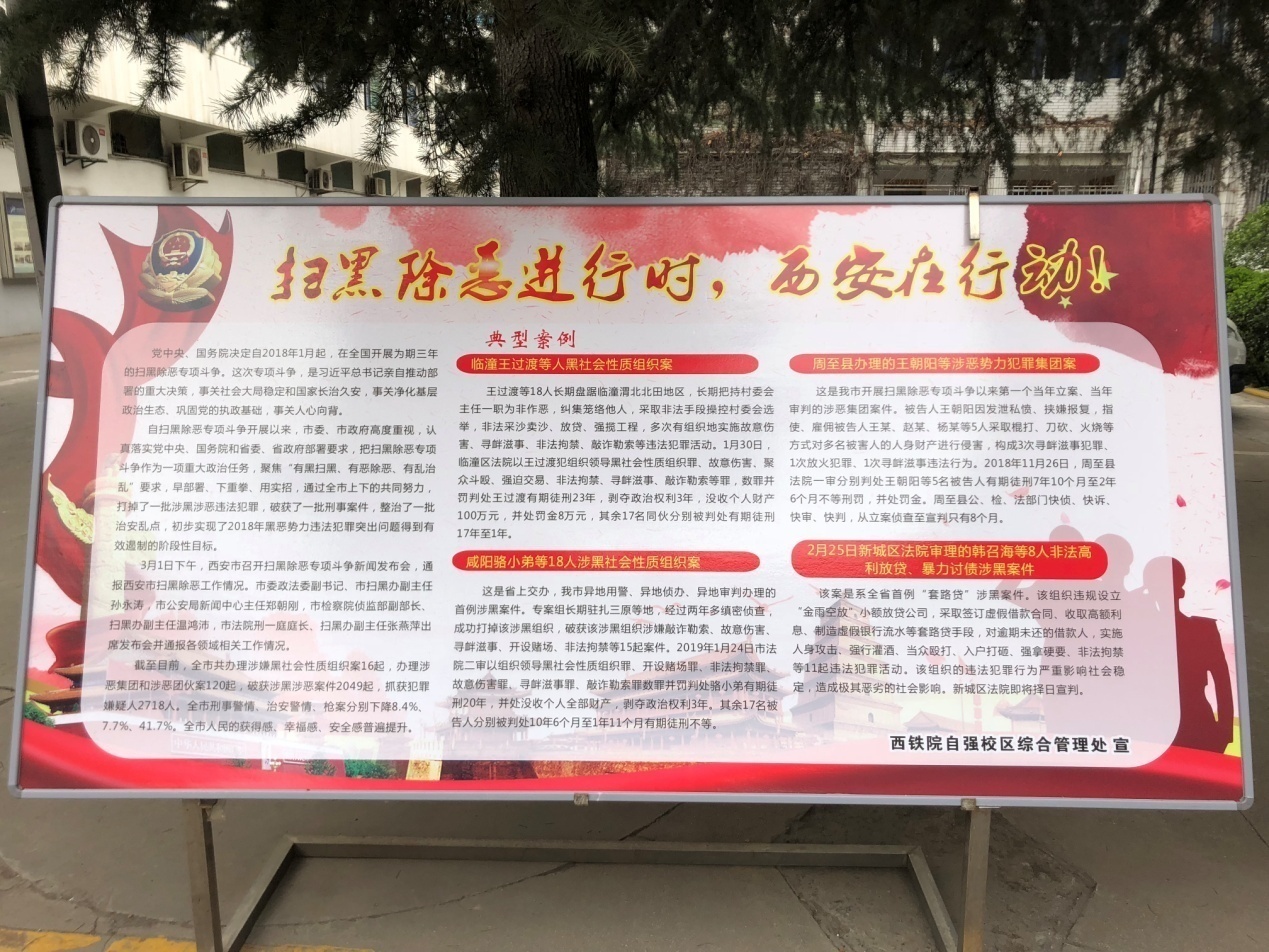 扫黑除恶进行时，西安在行动!
党中央、国务院决定自2018年1月起，在全国开展为期三年
的扫黑除恶专项斗争。这次专项斗争，是习近平总书记亲自推动部
署的重大决策，事关社会大局稳定和国家长治久安，事关净化基层
政治生态、巩固党的执政基础，事关人心向背。
自扫黑除恶专项斗争开展以来，市委、市政府高度重视，认
真落实党中央、国务院和省委、省政府部署要求，把扫黑除恶专项
斗争作为一项重大政治任务，聚焦“有黑扫黑、有恶除恶、有乱治
乱”要求，早部署、下重拳、用实招，通过全市上下的共同努力，
打掉了一批涉黑涉恶违法犯罪，破获了一批刑事案件，整治了一批
治安乱点，初步实现了2018年黑恶势力违法犯罪突出问题得到有
效遏制的阶段性目标。
3月1日下午，西安市召开扫黑除恶专项斗争新闻发布会，通
报西安市扫黑除恶工作情况。市委政法委副书记、市扫黑办副主任
孙永涛，市公安局新闻中心主任郑朝刚，市检察院侦监部副部长、
扫黑办副主任温鸿沛，市法院刑一庭庭长、扫黑办副主任张燕萍出
席发布会并通报各领域相关工作情况。
截至目前，全市共办理涉嫌黑社会性质组织案16起，办理涉
恶集团和涉恶团伙案120起，破获涉黑涉恶案件2049起，抓获犯罪
嫌疑人2718人。全市刑事警情、治安警情、枪案分别下降8.4%、
7.7%、41.7%。全市人民的获得感、幸福感、安全感普遍提升。
典型案例
临潼王过渡等人黑社会性质组织案
王过渡等18人长期盘踞临潼渭北北田地区，长期把持村委会
主任一职为非作恶，纠集笼络他人，采取非法手段操控村委会选
举，非法采沙卖沙、放贷、强揽工程，多次有组织地实施故意伤
害、寻衅滋事、非法拘禁、敲诈勒索等违法犯罪活动。1月30日，
临潼区法院以王过渡犯组织领导黑社会性质组织罪、故意伤害、聚
众斗殴、强迫交易、非法拘禁、寻衅滋事、敲诈勒索等罪，数罪并
罚判处王过渡有期徒刑23年，剥夺政治权利3年，没收个人财产
100万元，并处罚金8万元，其余17名同伙分别被判处有期徒刑
17年至1年。
咸阳骆小弟等18人涉黑社会性质组织案
这是省上交办，我市异地用警、异地侦办、异地审判办理的
首例涉黑案件。专案组长期驻扎三原等地，经过两年多缜密侦查，
成功打掉该涉黑组织，破获该涉黑组织涉嫌敲诈勒索、故意伤害、
寻衅滋事、开设赌场、非法拘禁等15起案件。2019年1月24日市法
院二审以组织领导黑社会性质组织罪、开设赌场罪、非法拘禁罪、
故意伤害罪、寻衅滋事罪、敲诈勒索罪数罪并罚判处骆小弟有期徒
刑20年，并处没收个人全部财产，剥夺政治权利3年。其余17名被
告人分别被判处10年6个月至1年11个月有期徒刑不等。
周至县办理的王朝阳等涉恶势力犯罪集团案
这是我市开展扫黑除恶专项斗争以来第一个当年立案、当年
审判的涉恶集团案件。被告人王朝阳因发泄私愤、挟嫌报复，指
使、雇佣被告人王某、赵某、杨某等5人采取棍打、刀砍、火烧等
方式对多名被害人的人身财产进行侵害，构成3次寻衅滋事犯罪、
1次放火犯罪、1次寻衅滋事违法行为。2018年11月26日，周至县
法院一审分别判处王朝阳等5名被告人有期徒刑7年10个月至2年
6个月不等刑罚，并处罚金。周至县公、检、法部门快侦、快诉、
快审、快判，从立案侦查至宣判只有8个月。
2月25日新城区法院审理的韩召海等8人非法高
利放贷、暴力讨债涉黑案件
该案是系全省首例“套路贷”涉黑案件。该组织违规设立
“金雨空放”小额放贷公司，采取签订虚假借款合同、收取高额利
息、制造虚假银行流水等套路贷手段，对逾期未还的借款人，实施
人身攻击、强行灌酒、当众殴打、入户打砸、强拿硬要、非法拘禁
等11起违法犯罪活动。该组织的违法犯罪行为严重影响社会稳
定，造成极其恶劣的社会影响。新城区法院即将择日宣判。
西铁院自强校区综合管理处 宣